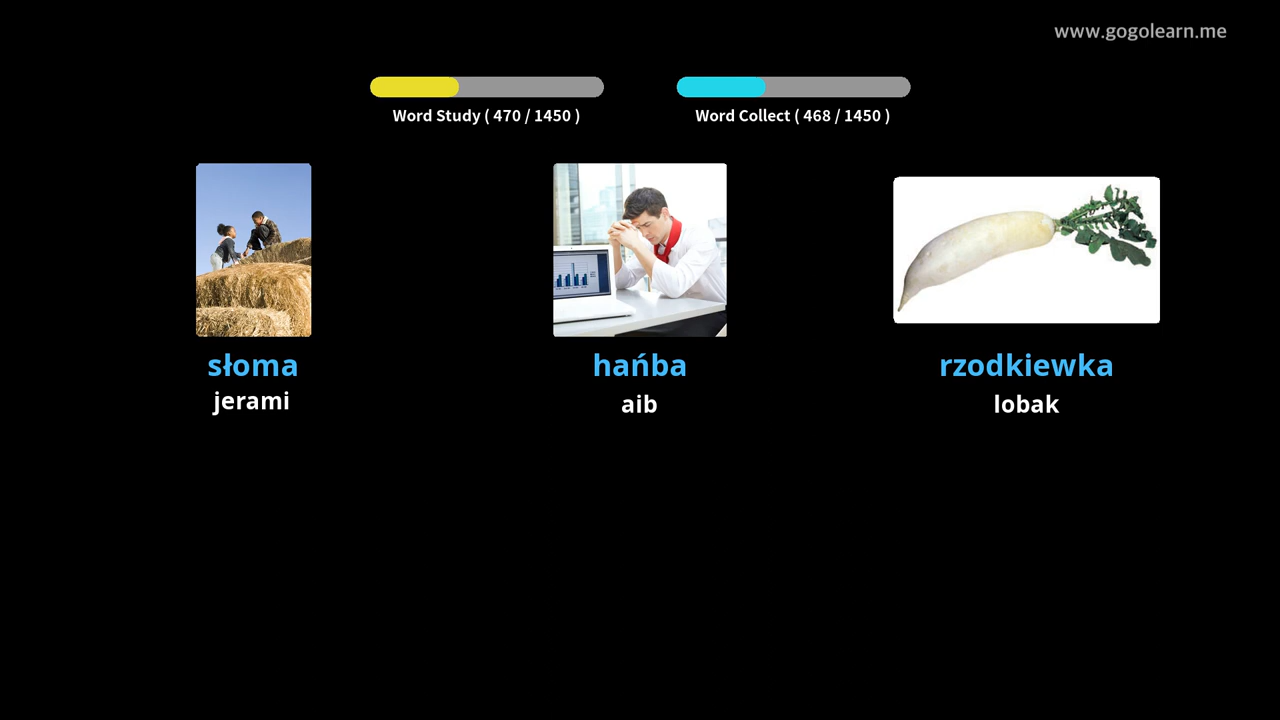 www.gogolearn.me
Word Study ( 470 / 1450 )
Word Collect ( 468 / 1450 )
słoma
jerami
hańba
aib
rzodkiewka
lobak